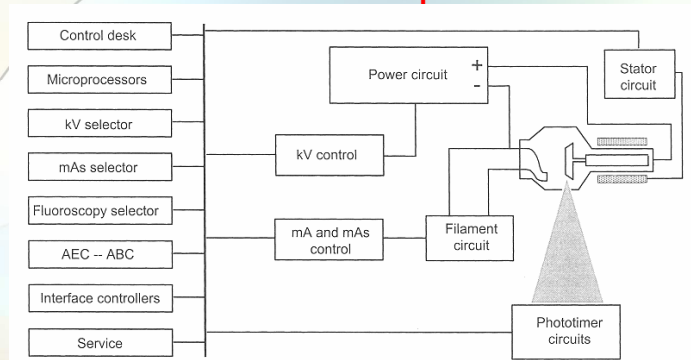 Control desk
Microprocessors
kV selector
mAs selector
Fluoroscopy selector
AEC -- ABC
Interface controllers
Service
Power circuit
+
-
kV control
mA and mAs
control
Filament
circuit
Stator
circuit
Phototimer
circuits